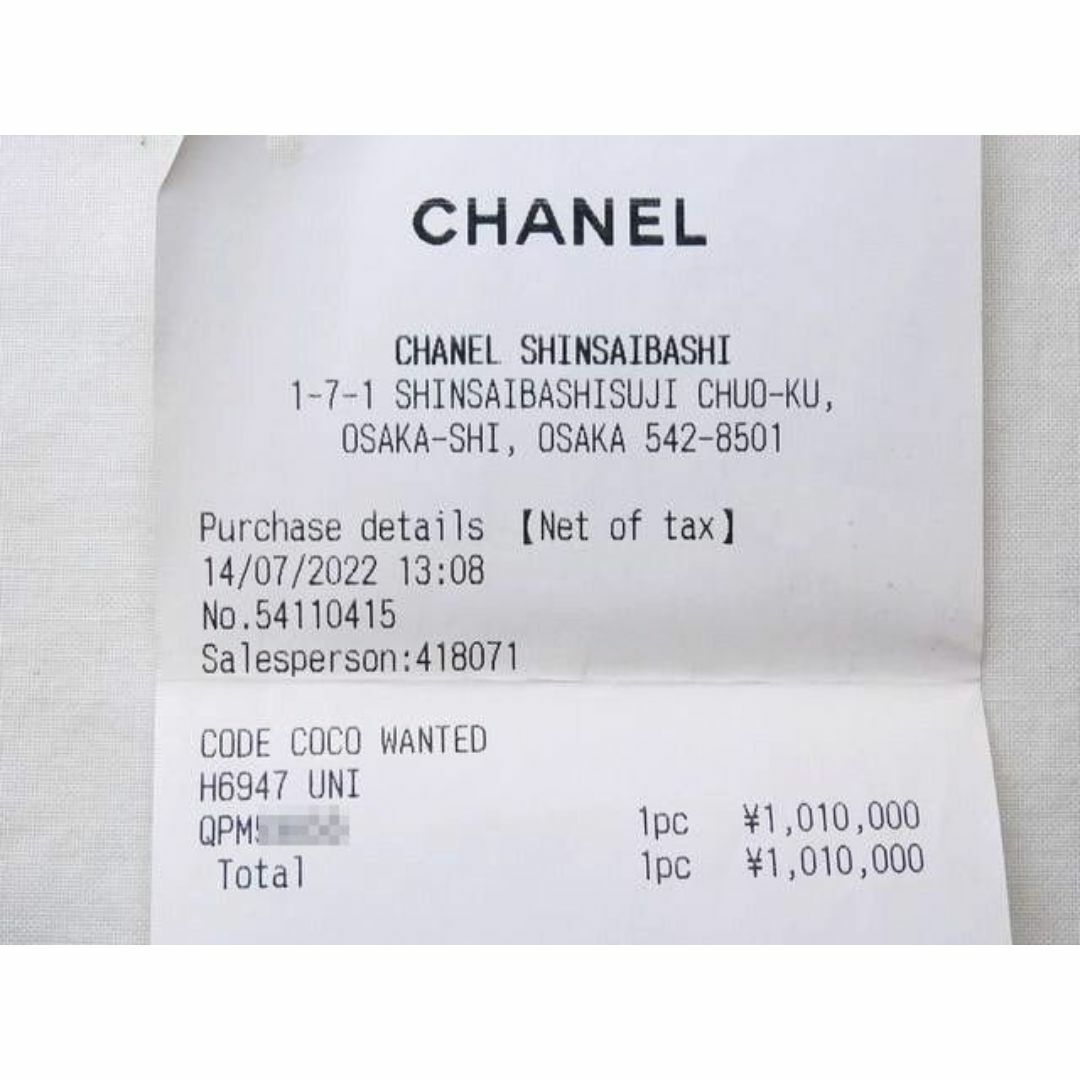 CHANEL
CHANEL SHINSAIBASHI
1-7-1 SHINSAIBASHISUJI CHUO-KU,
OSAKA-SHI, OSAKA 542-8501
Purchase details 【Net of tax】
14/07/2022 13:08
No.54110415
Salesperson:418071
CODE COCO WANTED
H6947 UNI
QPM 1pc ¥1,010,000
Total 1pc ¥1,010,000